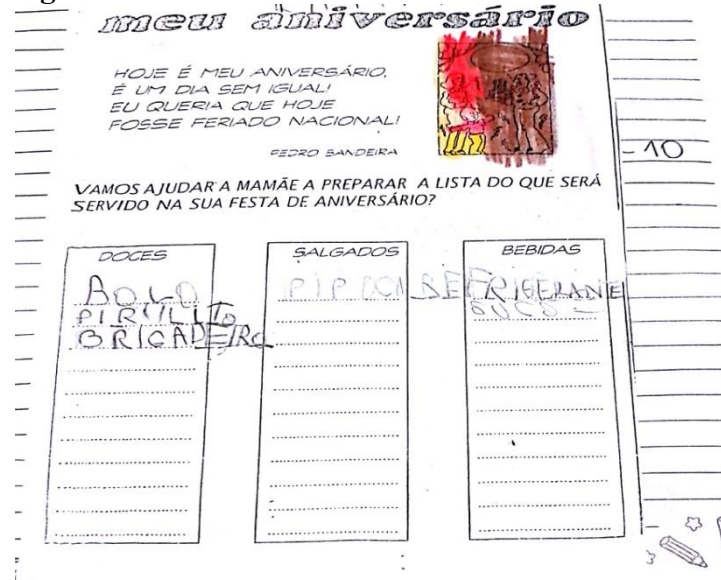 meu aniversário
HOJE É MEU ANIVERSÁRIO,
É UM DIA SEM IGUAL!
EU QUERIA QUE HOJE
FOSSE FERIADO NACIONAL!
PEDRO BANDEIRA
10
VAMOS AJUDAR A MAMÃE A PREPARAR A LISTA DO QUE SERÁ
SERVIDO NA SUA FESTA DE ANIVERSÁRIO?
DOCES
BOLO
PIRULITO
BRICADEIRO
SALGADOS
PIPOCA
BEBIDAS
REFRIGERANE
SUCO